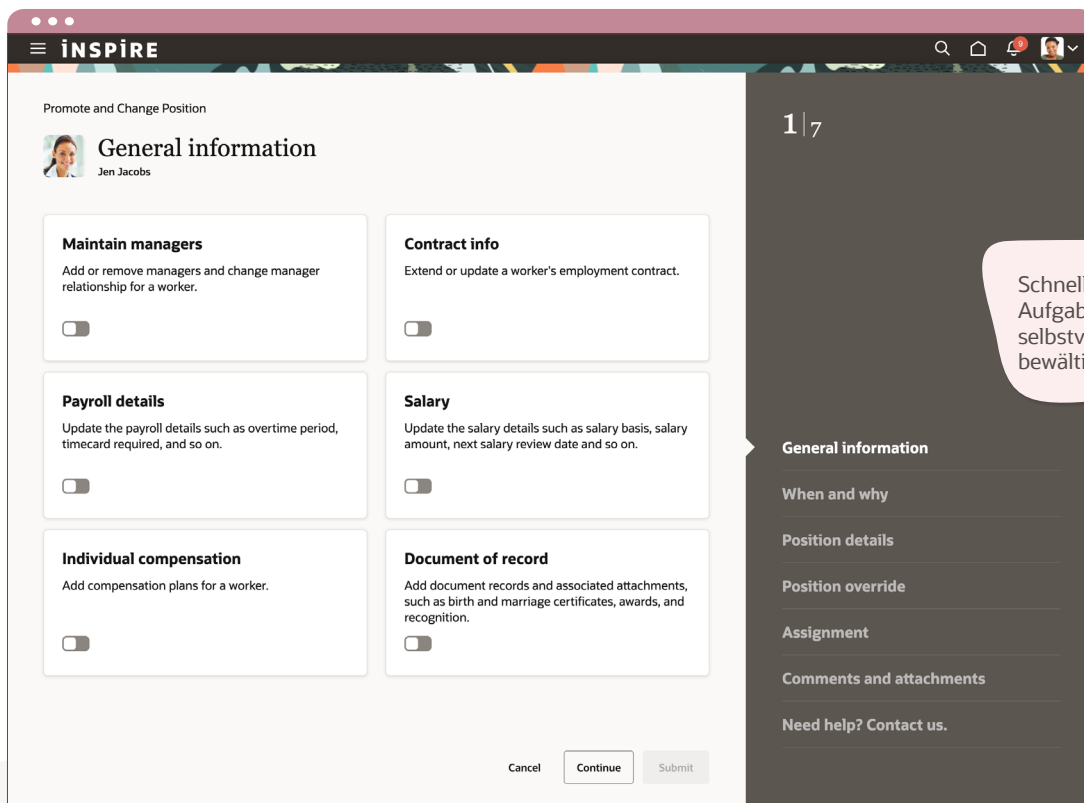 iNSPiRE
9
Promote and Change Position
General information
Jen Jacobs
Maintain managers
Add or remove managers and change manager
relationship for a worker.
Contract info
Extend or update a worker's employment contract.
Payroll details
Update the payroll details such as overtime period,
timecard required, and so on.
Salary
Update the salary details such as salary basis, salary
amount, next salary review date and so on.
Individual compensation
Add compensation plans for a worker.
Document of record
Add document records and associated attachments,
such as birth and marriage certificates, awards, and
recognition.
Cancel
Continue
Submit
1|7
General information
When and why
Position details
Position override
Assignment
Comments and attachments
Need help? Contact us.